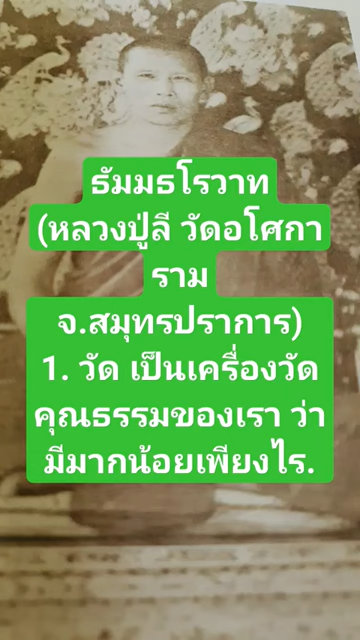 ธัมมธโรวาท
(หลวงปู่ลี วัดอโศกา
ราม
จ.สมุทรปราการ)
1. วัด เป็นเครื่องวัด
คุณธรรมของเรา ว่า
มีมากน้อยเพียงไร.